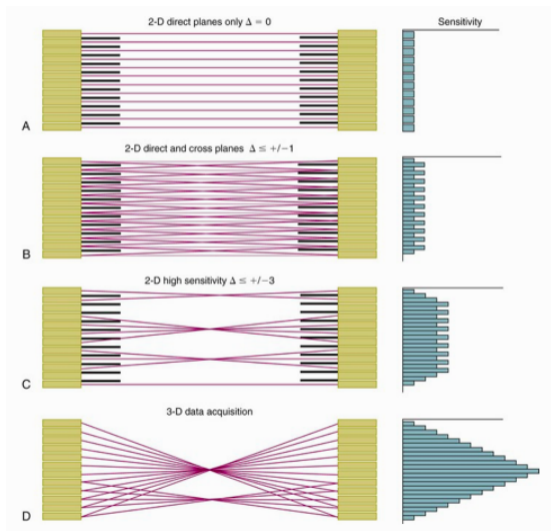 2-D direct planes only Δ = 0
Sensitivity
A
2-D direct and cross planes Δ ≤ +/−1
B
2-D high sensitivity Δ ≤ +/−3
C
3-D data acquisition
D